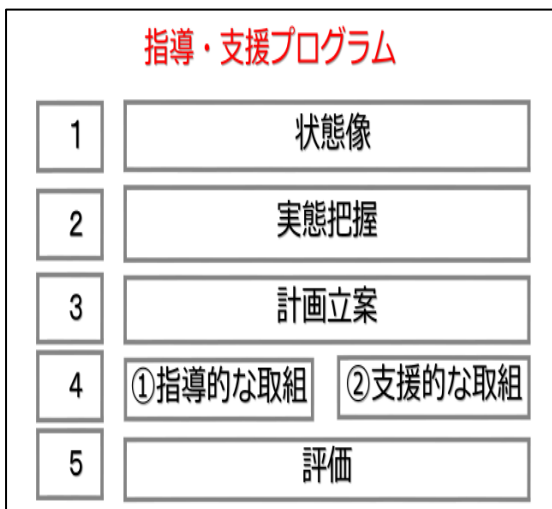 指導・支援プログラム
1 状態像
2 実態把握
3 計画立案
4 ①指導的な取組 ②支援的な取組
5 評価